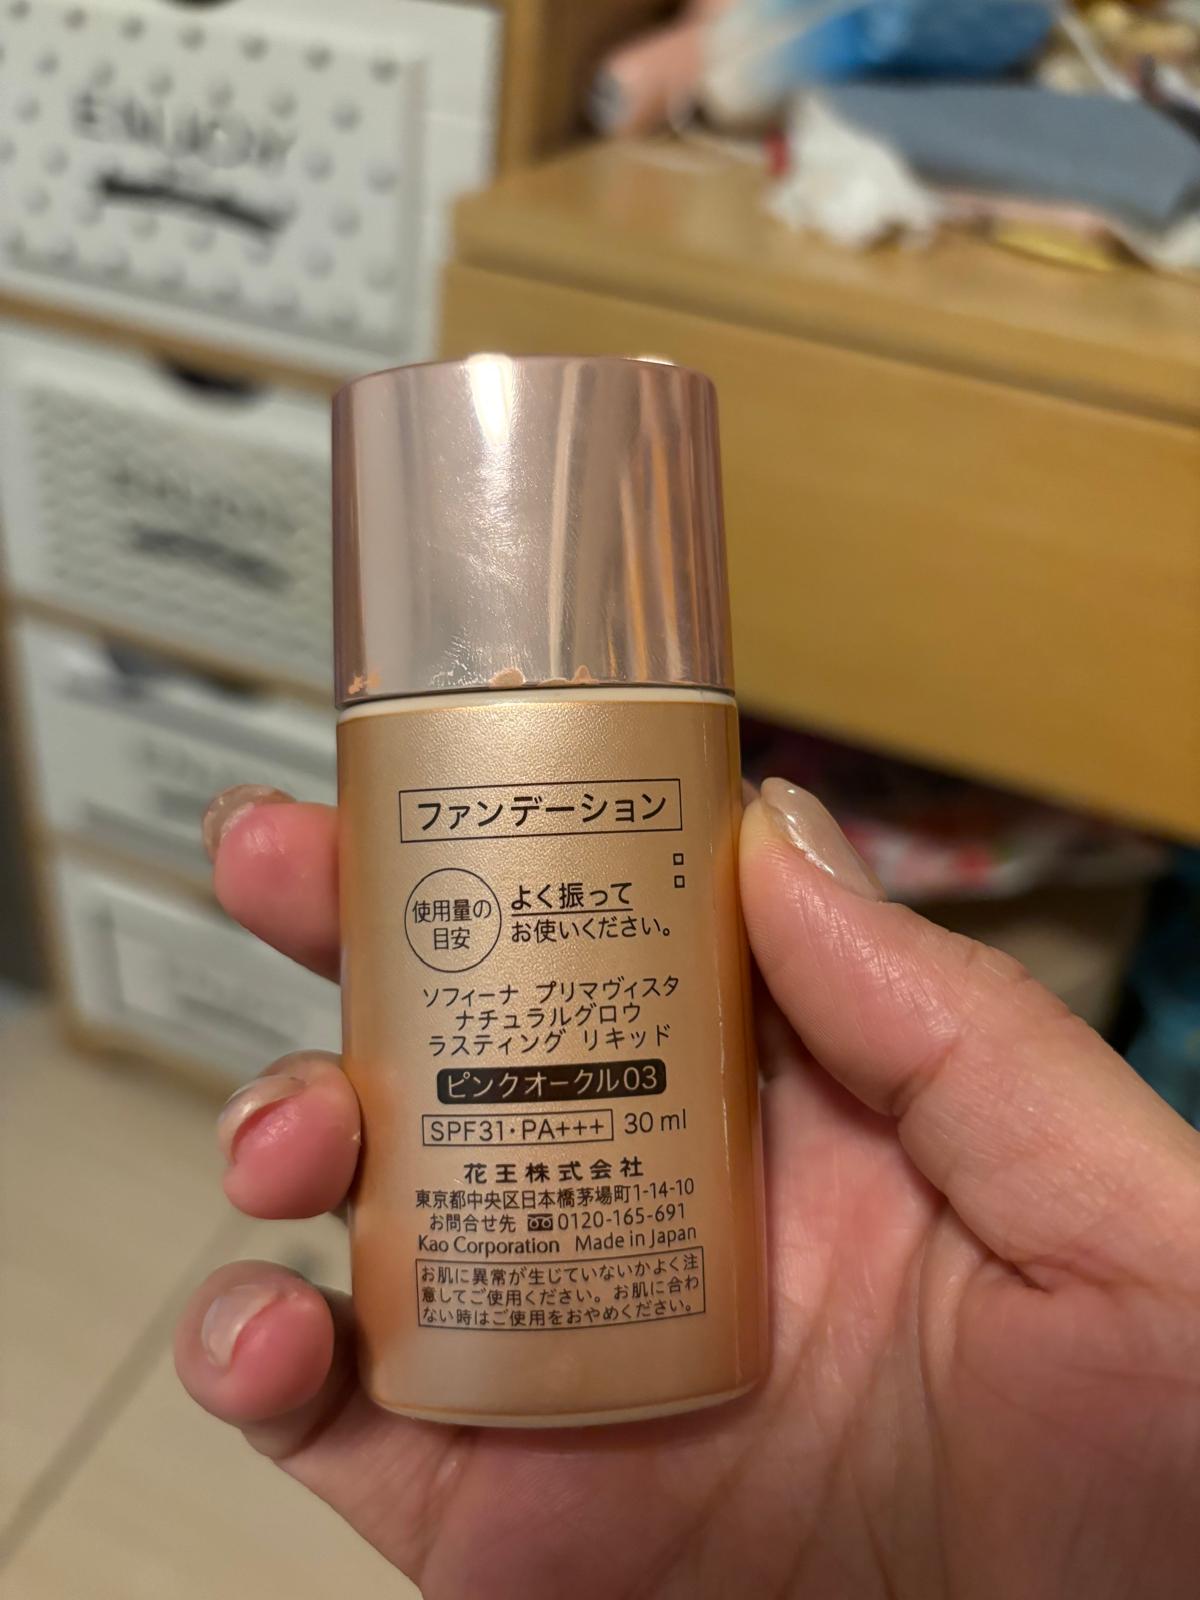 ENJOY
ファンデーション
使用量の
目安
よく振って
お使いください。
ソフィーナ プリマヴィスタ
ナチュラルグロウ
ラスティング リキッド
ピンクオークル03
SPF31・PA+++ 30 ml
花王株式会社
東京都中央区日本橋茅場町1-14-10
お問合せ先 0120-165-691
Kao Corporation Made in Japan
お肌に異常が生じていないかよく注
意してご使用ください。お肌に合わ
ない時はご使用をおやめください。